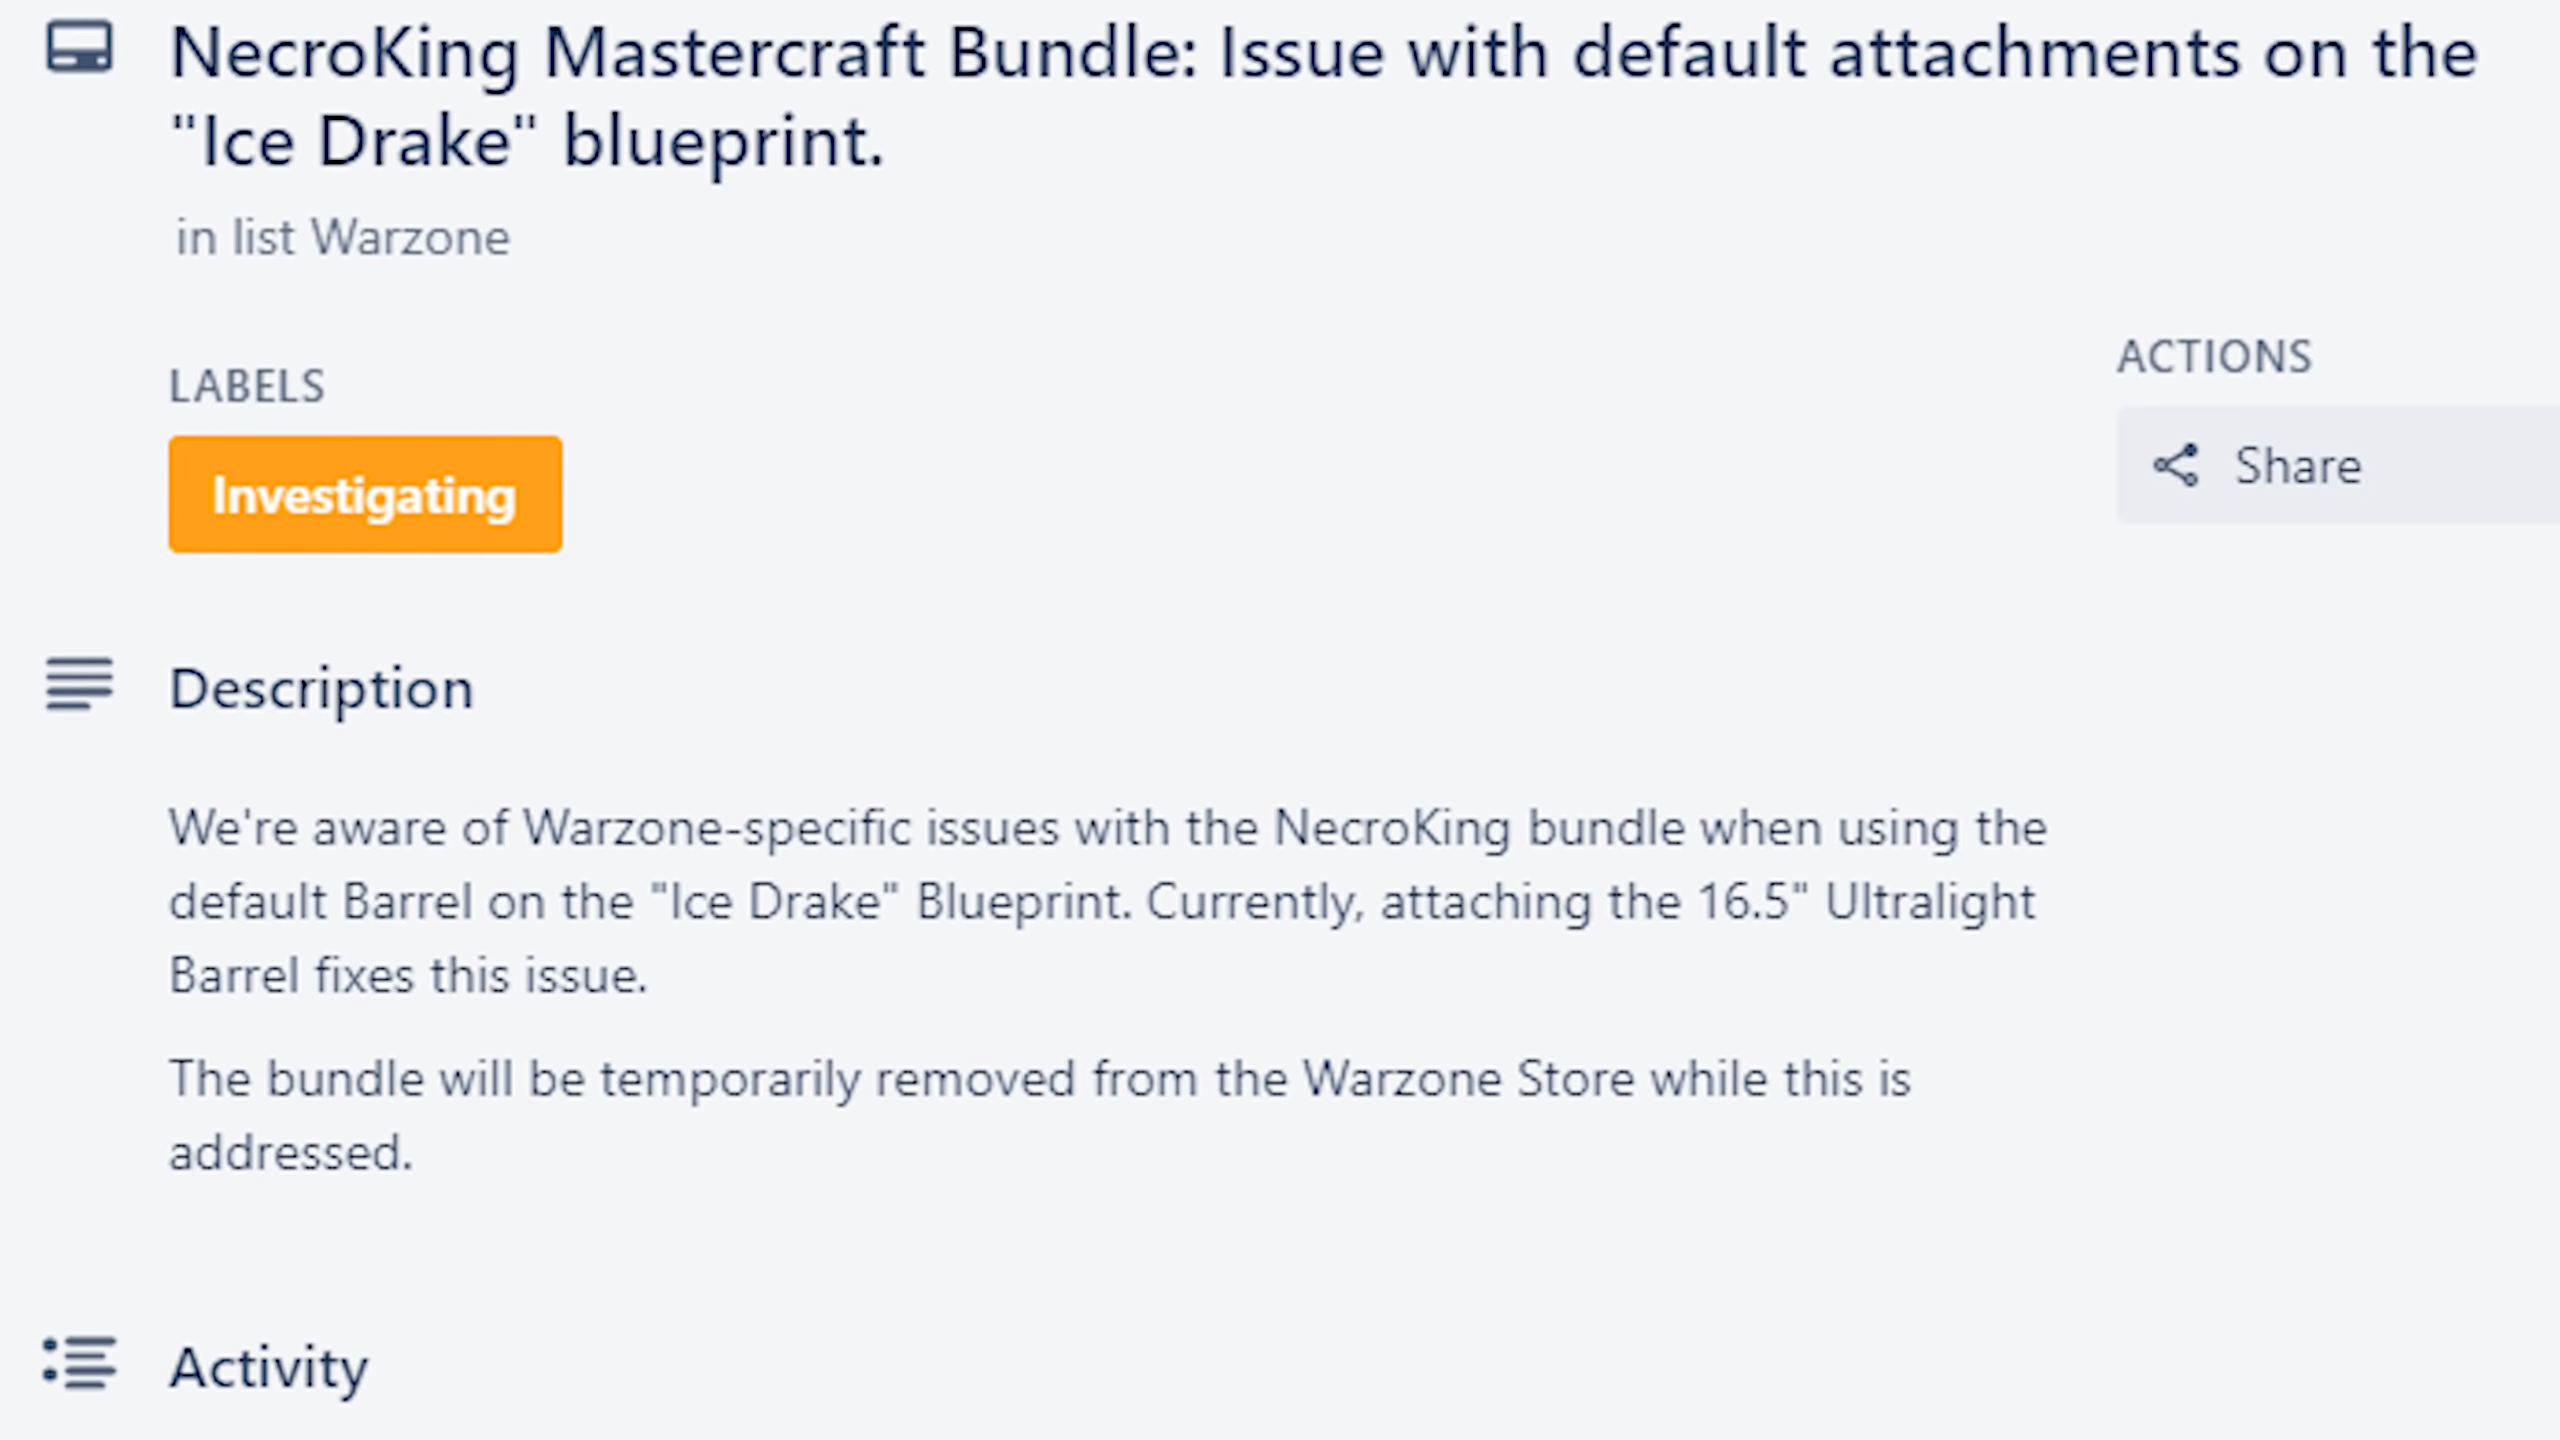 NecroKing Mastercraft Bundle: Issue with default attachments on the
"Ice Drake" blueprint.
in list Warzone
LABELS
Investigating
ACTIONS
Share
Description
We're aware of Warzone-specific issues with the NecroKing bundle when using the
default Barrel on the "Ice Drake" Blueprint. Currently, attaching the 16.5" Ultralight
Barrel fixes this issue.
The bundle will be temporarily removed from the Warzone Store while this is
addressed.
Activity